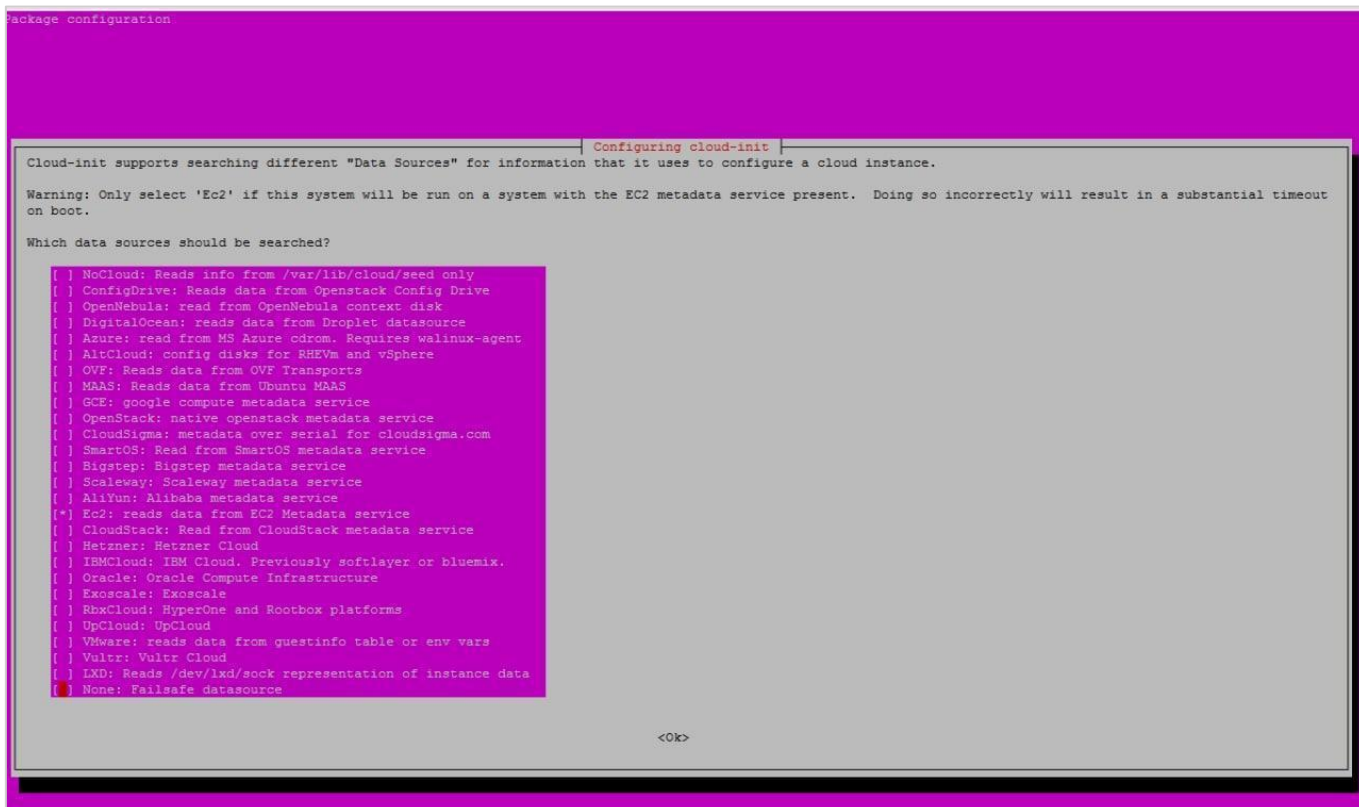 Package configuration
Configuring cloud-init
Cloud-init supports searching different "Data Sources" for information that it uses to configure a cloud instance.
Warning: Only select 'Ec2' if this system will be run on a system with the EC2 metadata service present.  Doing so incorrectly will result in a substantial timeout
on boot.
Which data sources should be searched?
[ ] NoCloud: Reads info from /var/lib/cloud/seed only
[ ] ConfigDrive: Reads data from Openstack Config Drive
[ ] OpenNebula: read from OpenNebula context disk
[ ] DigitalOcean: reads data from Droplet datasource
[ ] Azure: read from MS Azure cdrom. Requires walinux-agent
[ ] AltCloud: config disks for RHEVm and vSphere
[ ] OVF: Reads data from OVF Transports
[ ] MAAS: Reads data from Ubuntu MAAS
[ ] GCE: google compute metadata service
[ ] OpenStack: native openstack metadata service
[ ] CloudSigma: metadata over serial for cloudsigma.com
[ ] SmartOS: Read from SmartOS metadata service
[ ] Bigstep: Bigstep metadata service
[ ] Scaleway: Scaleway metadata service
[ ] AliYun: Alibaba metadata service
[*] Ec2: reads data from EC2 Metadata service
[ ] CloudStack: Read from CloudStack metadata service
[ ] Hetzner: Hetzner Cloud
[ ] IBMCloud: IBM Cloud. Previously softlayer or bluemix.
[ ] Oracle: Oracle Compute Infrastructure
[ ] Exoscale: Exoscale
[ ] RbxCloud: HyperOne and Rootbox platforms
[ ] UpCloud: UpCloud
[ ] VMware: reads data from guestinfo table or env vars
[ ] Vultr: Vultr Cloud
[ ] LXD: Reads /dev/lxd/sock representation of instance data
[ ] None: Failsafe datasource
<Ok>